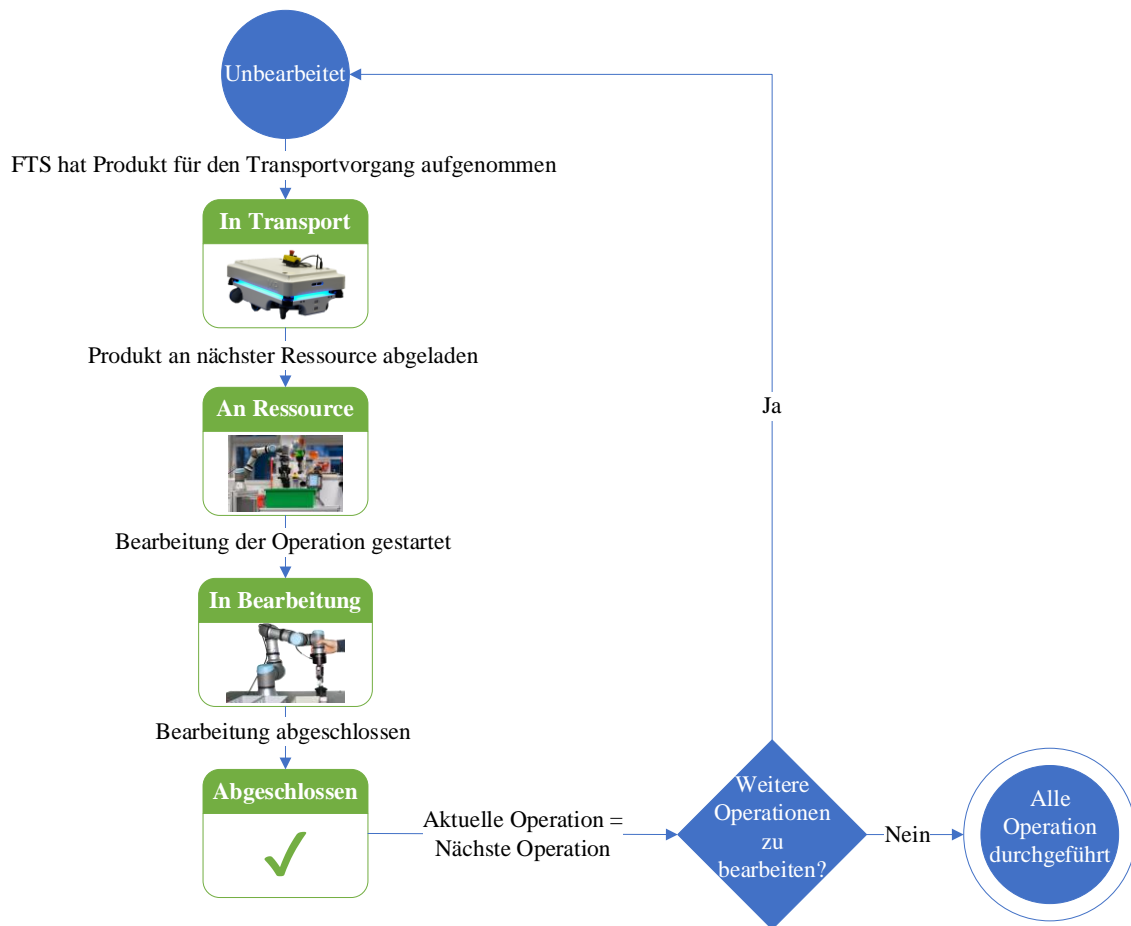 Unbearbeitet
FTS hat Produkt für den Transportvorgang aufgenommen
In Transport
Produkt an nächster Ressource abgeladen
An Ressource
Ja
Bearbeitung der Operation gestartet
In Bearbeitung
Bearbeitung abgeschlossen
Abgeschlossen
Aktuelle Operation =
Nächste Operation
Weitere
Operationen
zu
bearbeiten?
Nein
Alle
Operation
durchgeführt